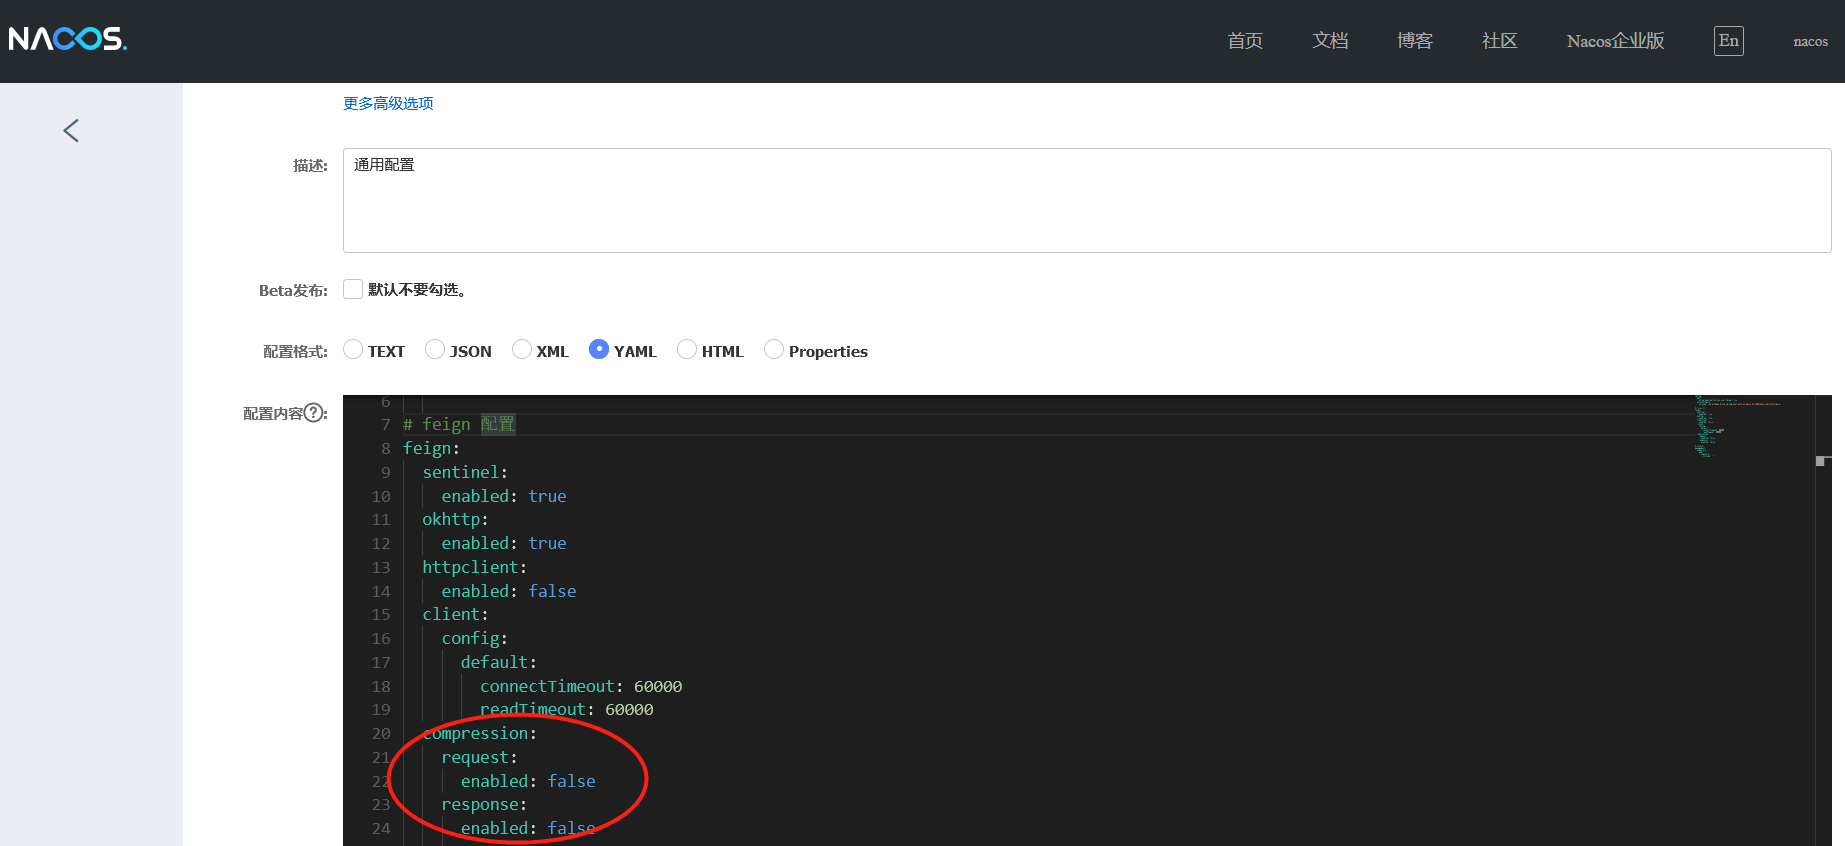 NACOS.
首页 文档 博客 社区 Nacos企业版 En nacos
更多高级选项
描述: 通用配置
Beta发布: 默认不要勾选。
配置格式: TEXT JSON XML YAML HTML Properties
配置内容?:
6
7 # feign 配置
8 feign:
9 sentinel:
10 enabled: true
11 okhttp:
12 enabled: true
13 httpclient:
14 enabled: false
15 client:
16 config:
17 default:
18 connectTimeout: 60000
19 readTimeout: 60000
20 compression:
21 request:
22 enabled: false
23 response:
24 enabled: false